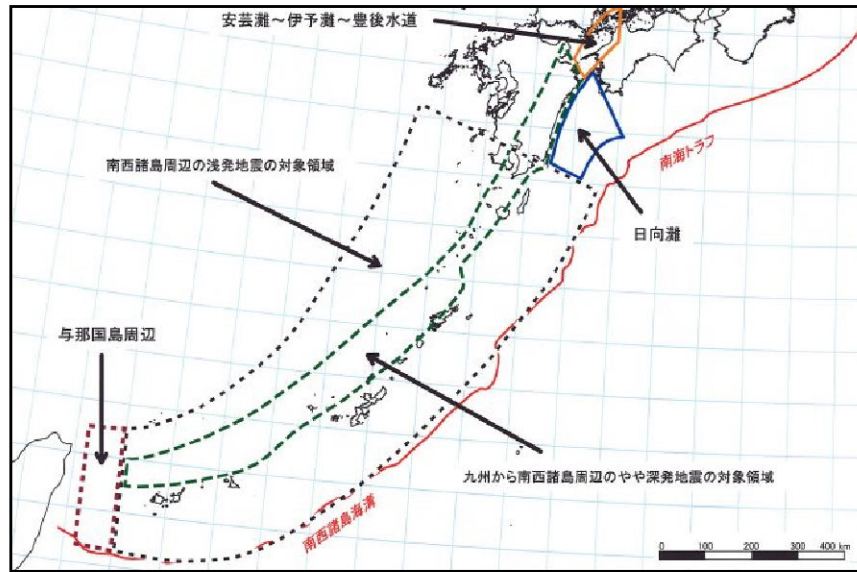 安芸灘～伊予灘～豊後水道
南西諸島周辺の浅発地震の対象領域
南海トラフ
日向灘
与那国島周辺
九州から南西諸島周辺のやや深発地震の対象領域
南西諸島海溝
0 100 200 300 400 km